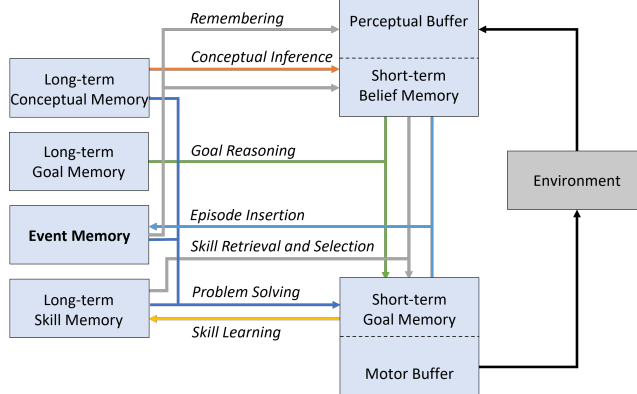 Remembering
Perceptual Buffer
Conceptual Inference
Long-term
Conceptual Memory
Short-term
Belief Memory
Long-term
Goal Memory
Goal Reasoning
Environment
Episode Insertion
Event Memory
Skill Retrieval and Selection
Long-term
Skill Memory
Problem Solving
Short-term
Goal Memory
Skill Learning
Motor Buffer